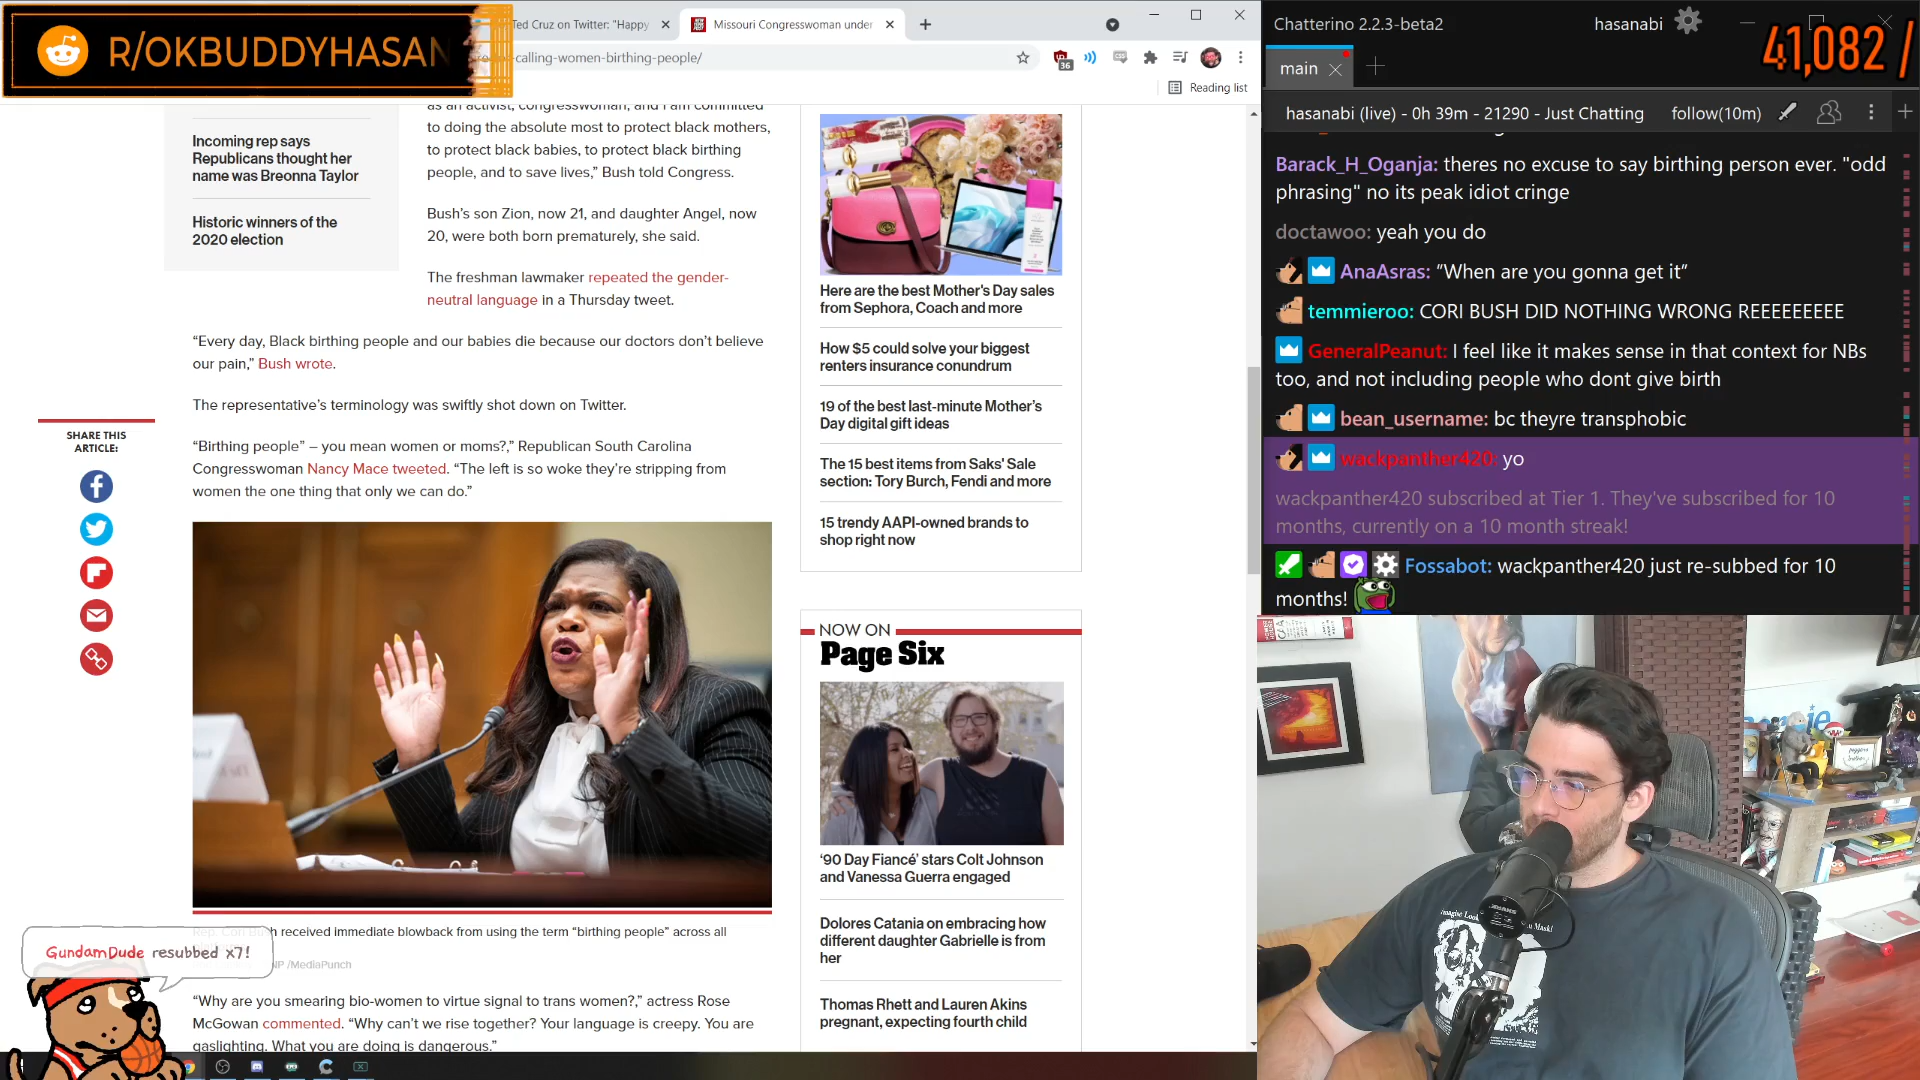 R/OKBUDDYHASAN
Ted Cruz on Twitter: "Happy
Missouri Congresswoman under
-calling-women-birthing-people/
36
Reading list
Incoming rep says
Republicans thought her
name was Breonna Taylor
Historic winners of the
2020 election
as an activist, congresswoman, and I am committed
to doing the absolute most to protect black mothers,
to protect black babies, to protect black birthing
people, and to save lives,” Bush told Congress.
Bush’s son Zion, now 21, and daughter Angel, now
20, were both born prematurely, she said.
The freshman lawmaker repeated the gender-
neutral language in a Thursday tweet.
“Every day, Black birthing people and our babies die because our doctors don’t believe
our pain,” Bush wrote.
The representative’s terminology was swiftly shot down on Twitter.
“Birthing people” – you mean women or moms?,” Republican South Carolina
Congresswoman Nancy Mace tweeted. “The left is so woke they’re stripping from
women the one thing that only we can do.”
SHARE THIS
ARTICLE:
h received immediate blowback from using the term “birthing people” across all
NP /MediaPunch
GundamDude resubbed x7!
“Why are you smearing bio-women to virtue signal to trans women?,” actress Rose
McGowan commented. “Why can’t we rise together? Your language is creepy. You are
gaslighting. What you are doing is dangerous.”
Here are the best Mother's Day sales
from Sephora, Coach and more
How $5 could solve your biggest
renters insurance conundrum
19 of the best last-minute Mother’s
Day digital gift ideas
The 15 best items from Saks' Sale
section: Tory Burch, Fendi and more
15 trendy AAPI-owned brands to
shop right now
NOW ON
Page Six
‘90 Day Fiancé’ stars Colt Johnson
and Vanessa Guerra engaged
Dolores Catania on embracing how
different daughter Gabrielle is from
her
Thomas Rhett and Lauren Akins
pregnant, expecting fourth child
Chatterino 2.2.3-beta2
hasanabi
41,082 /
main
hasanabi (live) - 0h 39m - 21290 - Just Chatting
follow(10m)
Barack_H_Oganja: theres no excuse to say birthing person ever. "odd
phrasing" no its peak idiot cringe
doctawoo: yeah you do
AnaAsras: “When are you gonna get it”
temmieroo: CORI BUSH DID NOTHING WRONG REEEEEEEEE
GeneralPeanut: I feel like it makes sense in that context for NBs
too, and not including people who dont give birth
bean_username: bc theyre transphobic
wackpanther420: yo
wackpanther420 subscribed at Tier 1. They've subscribed for 10
months, currently on a 10 month streak!
Fossabot: wackpanther420 just re-subbed for 10
months!